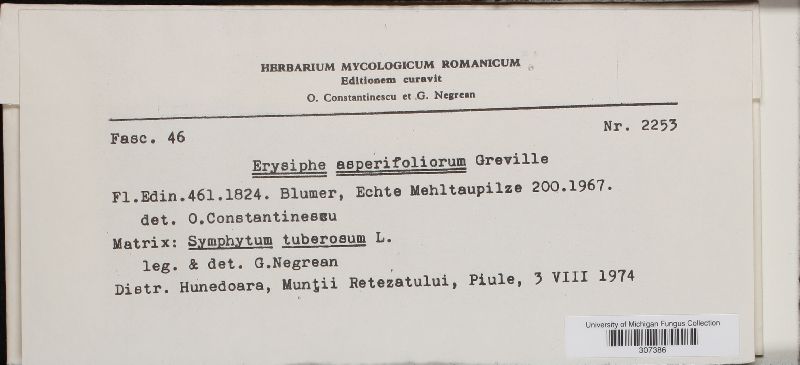 HERBARIUM MYCOLOGICUM ROMANICUM
Editionem curavit
O. Constantinescu et G. Negrean
Fasc. 46
Nr. 2253
Erysiphe asperifoliorum Greville
Fl.Edin.461.1824. Blumer, Echte Mehltaupilze 200.1967.
det. O.Constantinescu
Matrix: Symphytum tuberosum L.
leg. & det. G.Negrean
Distr. Hunedoara, Munţii Retezatului, Piule, 3 VIII 1974
University of Michigan Fungus Collection
307386